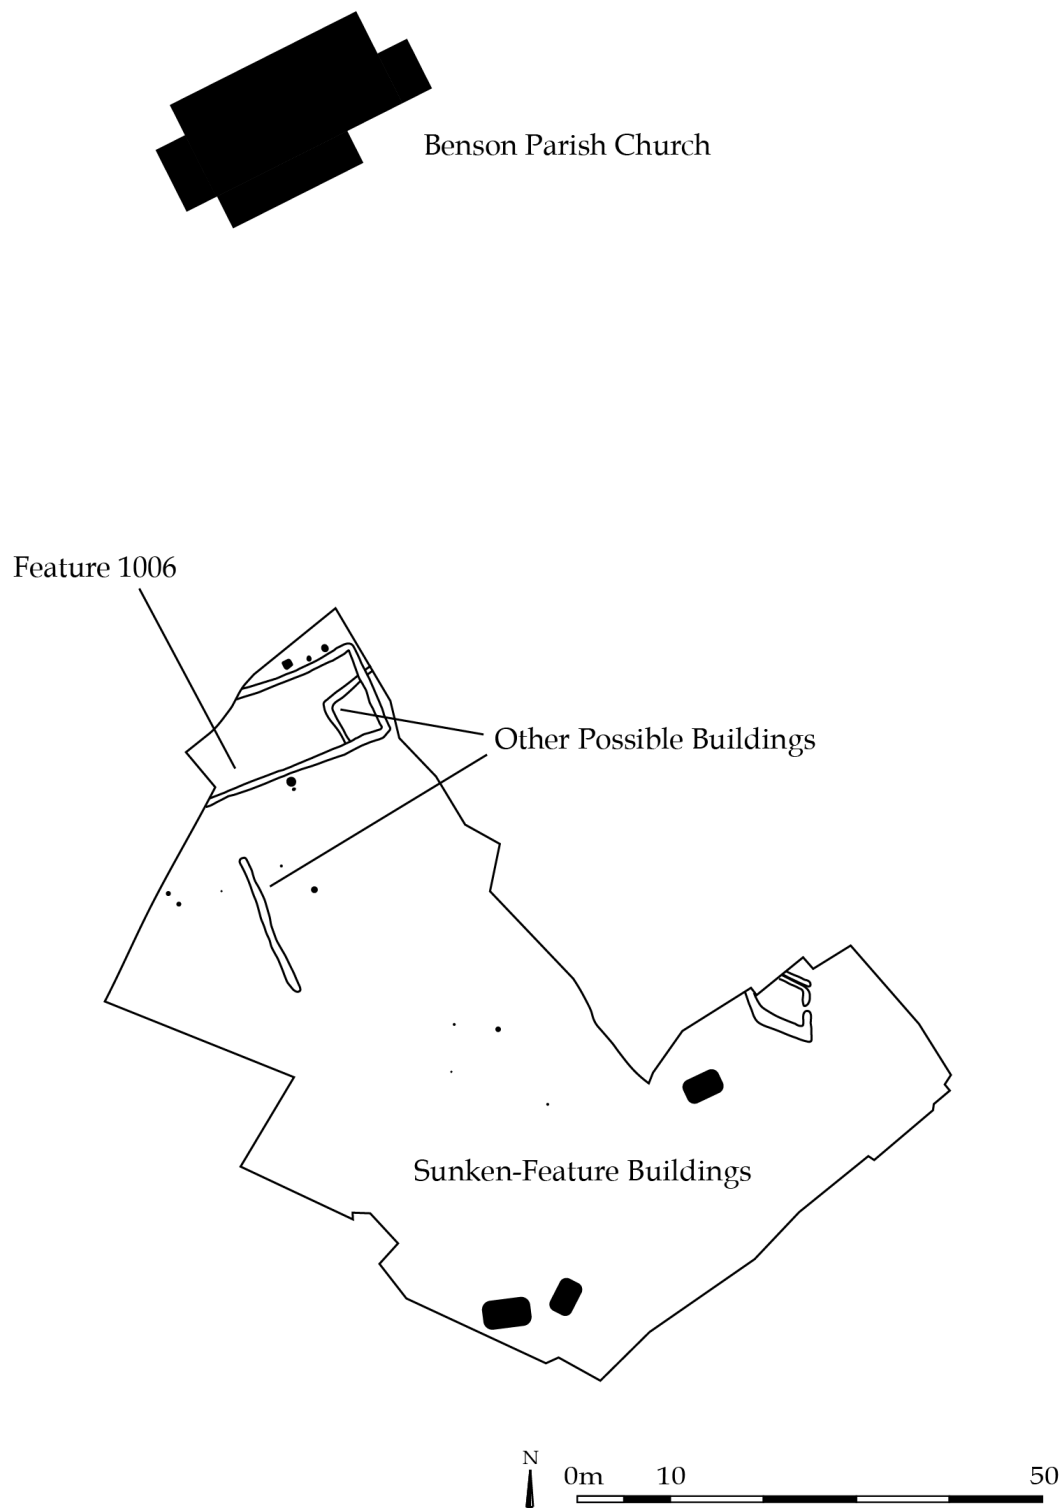 Benson Parish Church
Feature 1006
Other Possible Buildings
Sunken-Feature Buildings
N
0m 10 50